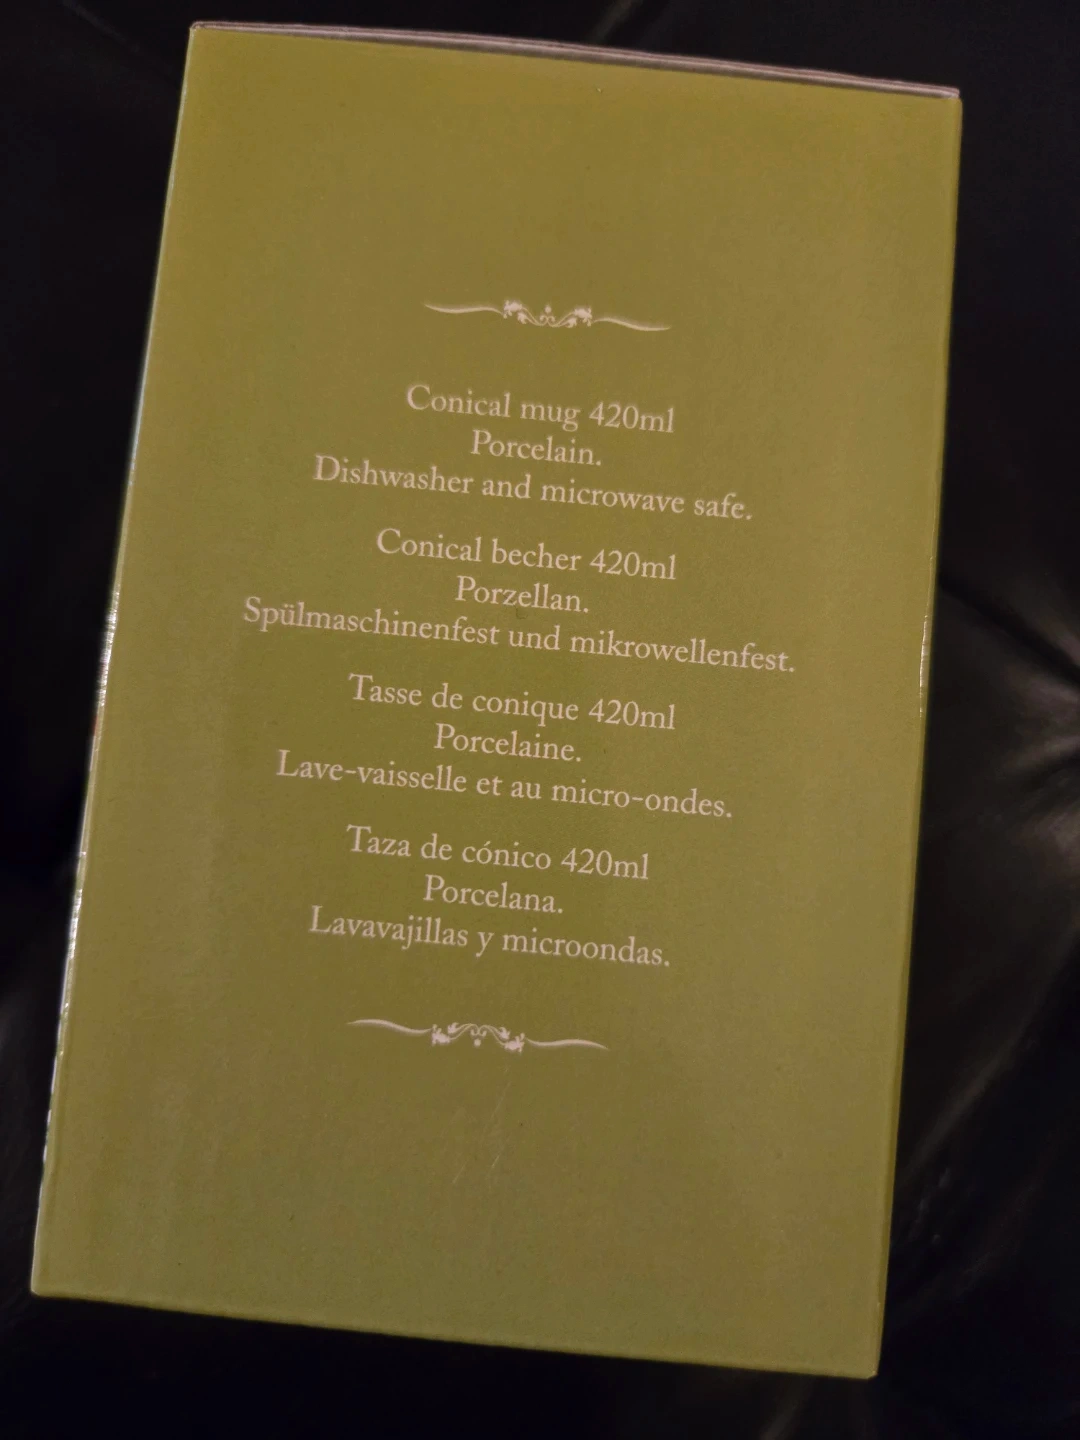 Conical mug 420ml
Porcelain.
Dishwasher and microwave safe.
Conical becher 420ml
Porzellan.
Spülmaschinenfest und mikrowellenfest.
Tasse de conique 420ml
Porcelaine.
Lave-vaisselle et au micro-ondes.
Taza de cónico 420ml
Porcelana.
Lavavajillas y microondas.